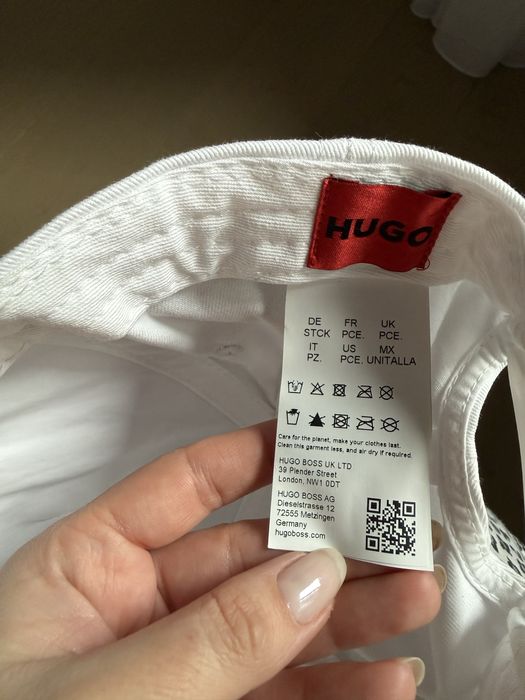 HUGO
DE FR UK
STCK PCE. PCE.
IT US MX
PZ. PCE. UNITALLA
Care for the planet, make your clothes last.
Clean this garment less, and air dry if required.
HUGO BOSS UK LTD
39 Plender Street
London, NW1 0DT
HUGO BOSS AG
Dieselstrasse 12
72555 Metzingen
Germany
hugoboss.com